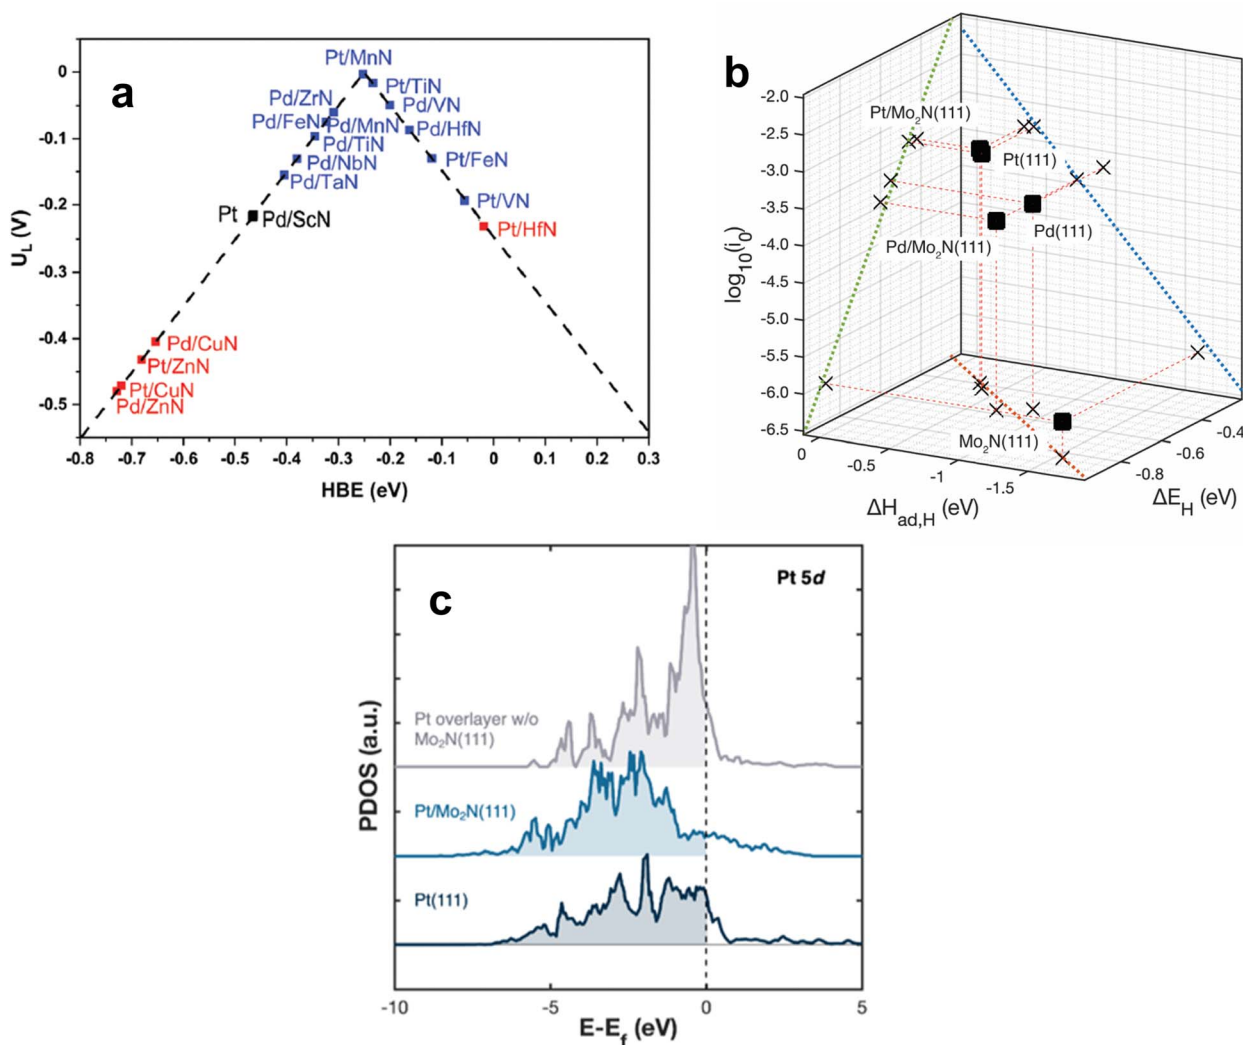 a
Pt/MnN
Pt/TiN
Pd/ZrN
Pd/VN
Pd/FeN
Pd/MnN
Pd/HfN
Pd/TiN
Pd/NbN
Pt/FeN
Pd/TaN
Pt/VN
Pt
Pd/ScN
Pt/HfN
Pd/CuN
Pt/ZnN
Pt/CuN
Pd/ZnN
0
-0.1
-0.2
-0.3
-0.4
-0.5
U_L (V)
-0.8 -0.7 -0.6 -0.5 -0.4 -0.3 -0.2 -0.1 0 0.1 0.2 0.3
HBE (eV)
b
-2.0
-2.5
-3.0
-3.5
-4.0
-4.5
-5.0
-5.5
-6.0
-6.5
log₁₀(i₀)
Pt/Mo₂N(111)
Pt(111)
Pd(111)
Pd/Mo₂N(111)
Mo₂N(111)
0 -0.5 -1 -1.5
ΔH_ad,H (eV)
-0.8 -0.6 -0.4
ΔE_H (eV)
c
Pt 5d
Pt overlayer w/o
Mo₂N(111)
Pt/Mo₂N(111)
Pt(111)
PDOS (a.u.)
-10 -5 0 5
E-E_f (eV)